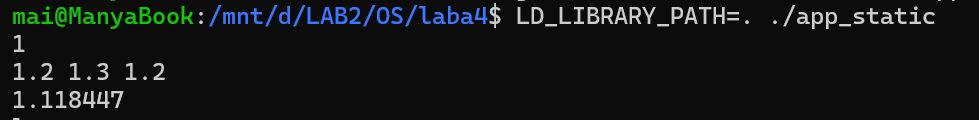 mai@ManyaBook:/mnt/d/LAB2/OS/laba4$ LD_LIBRARY_PATH=. ./app_static
1
1.2 1.3 1.2
1.118447